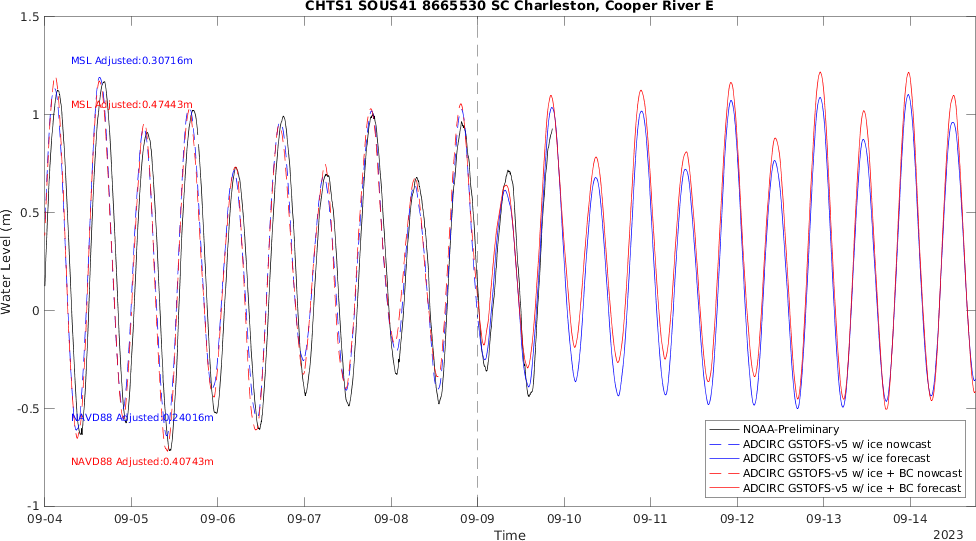 CHTS1 SOUS41 8665530 SC Charleston, Cooper River E
1.5
1
0.5
0
-0.5
-1
Water Level (m)
MSL Adjusted:0.30716m
MSL Adjusted:0.47443m
NAVD88 Adjusted:0.24016m
NAVD88 Adjusted:0.40743m
NOAA-Preliminary
ADCIRC GSTOFS-v5 w/ ice nowcast
ADCIRC GSTOFS-v5 w/ ice forecast
ADCIRC GSTOFS-v5 w/ ice + BC nowcast
ADCIRC GSTOFS-v5 w/ ice + BC forecast
09-04 09-05 09-06 09-07 09-08 09-09 09-10 09-11 09-12 09-13 09-14
Time
2023